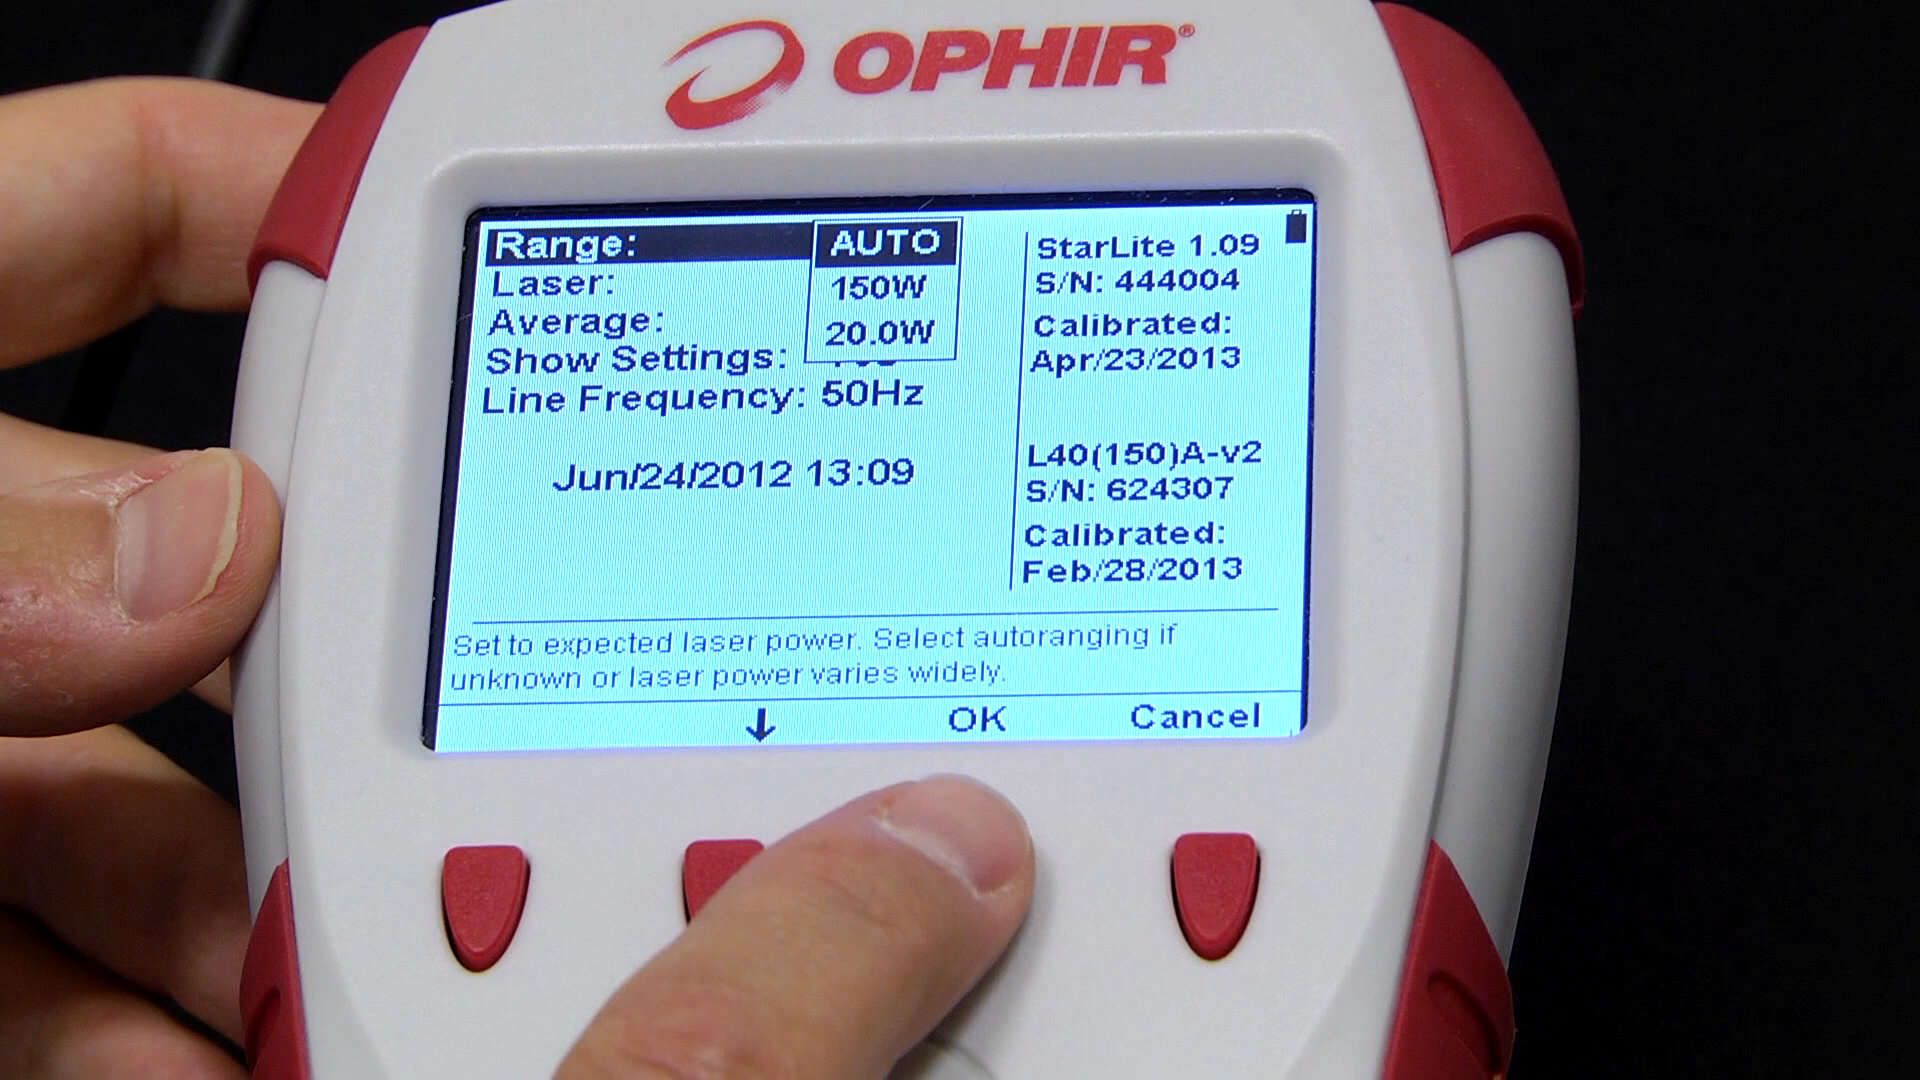 OPHIR®
Range:
AUTO
Laser:
150W
Average:
20.0W
Show Settings:
Line Frequency: 50Hz
Jun/24/2012 13:09
StarLite 1.09
S/N: 444004
Calibrated:
Apr/23/2013
L40(150)A-v2
S/N: 624307
Calibrated:
Feb/28/2013
Set to expected laser power. Select autoranging if
unknown or laser power varies widely.
↓ OK Cancel